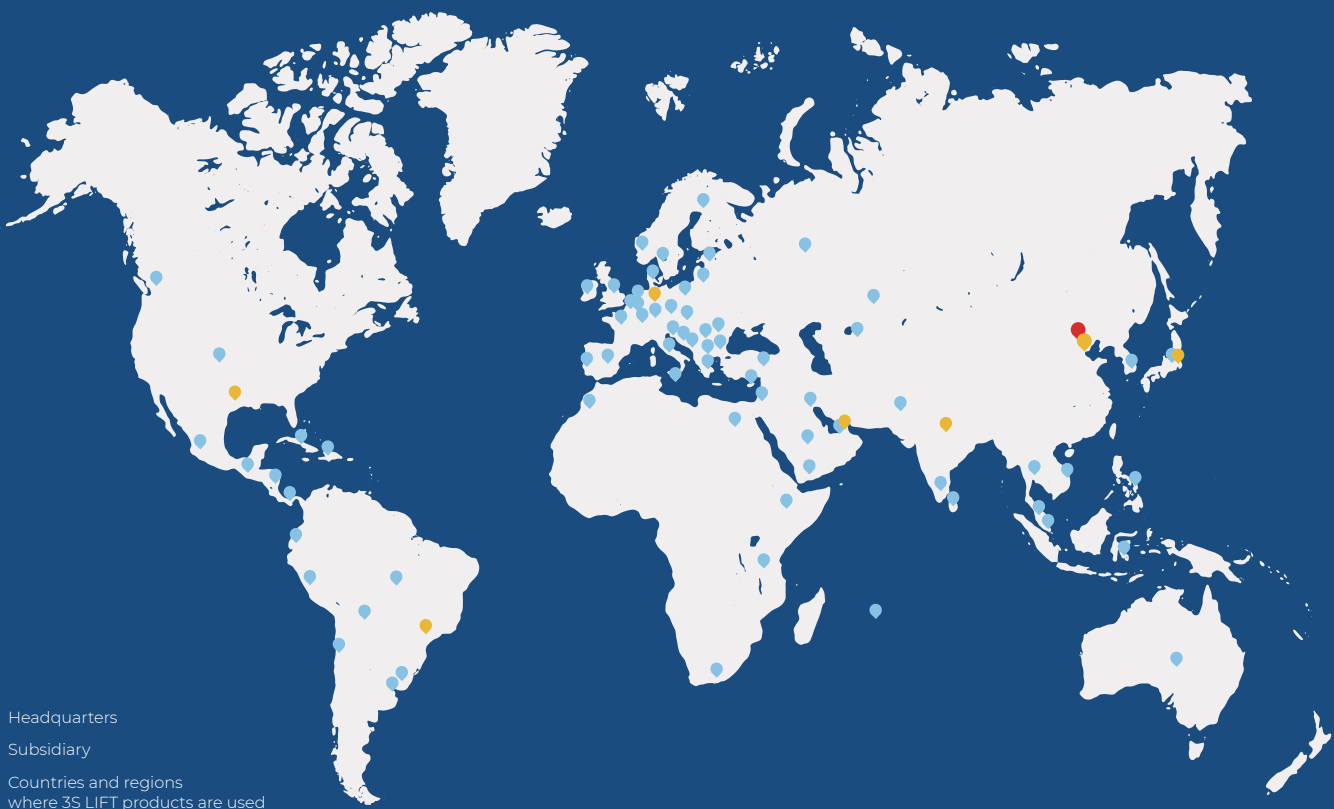 Headquarters
Subsidiary
Countries and regions
where 3S LIFT products are used